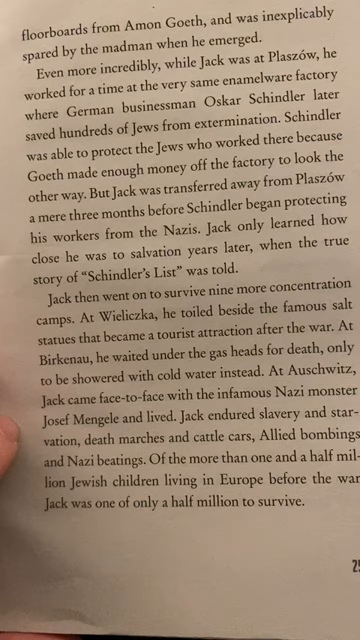 floorboards from Amon Goeth, and was inexplicably
spared by the madman when he emerged.
Even more incredibly, while Jack was at Plaszów, he
worked for a time at the very same enamelware factory
where German businessman Oskar Schindler later
saved hundreds of Jews from extermination. Schindler
was able to protect the Jews who worked there because
Goeth made enough money off the factory to look the
other way. But Jack was transferred away from Plaszów
a mere three months before Schindler began protecting
his workers from the Nazis. Jack only learned how
close he was to salvation years later, when the true
story of “Schindler’s List” was told.
Jack then went on to survive nine more concentration
camps. At Wieliczka, he toiled beside the famous salt
statues that became a tourist attraction after the war. At
Birkenau, he waited under the gas heads for death, only
to be showered with cold water instead. At Auschwitz,
Jack came face-to-face with the infamous Nazi monster
Josef Mengele and lived. Jack endured slavery and star-
vation, death marches and cattle cars, Allied bombings
and Nazi beatings. Of the more than one and a half mil-
lion Jewish children living in Europe before the war
Jack was one of only a half million to survive.